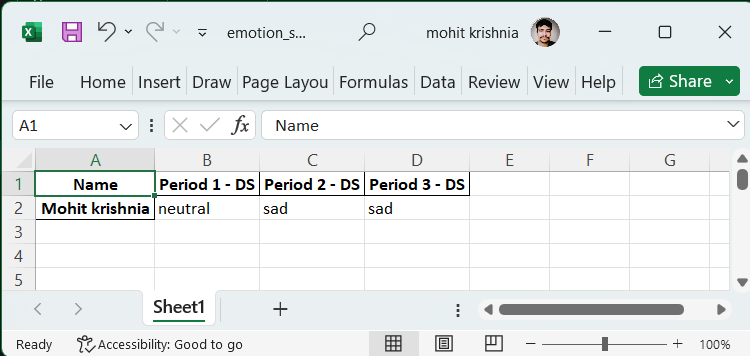 emotion_s... mohit krishnia
File Home Insert Draw Page Layou Formulas Data Review View Help Share
A1 fx Name
A B C D E F G
1 Name Period 1 - DS Period 2 - DS Period 3 - DS
2 Mohit krishnia neutral sad sad
3
4
5
Sheet1
Ready Accessibility: Good to go 100%